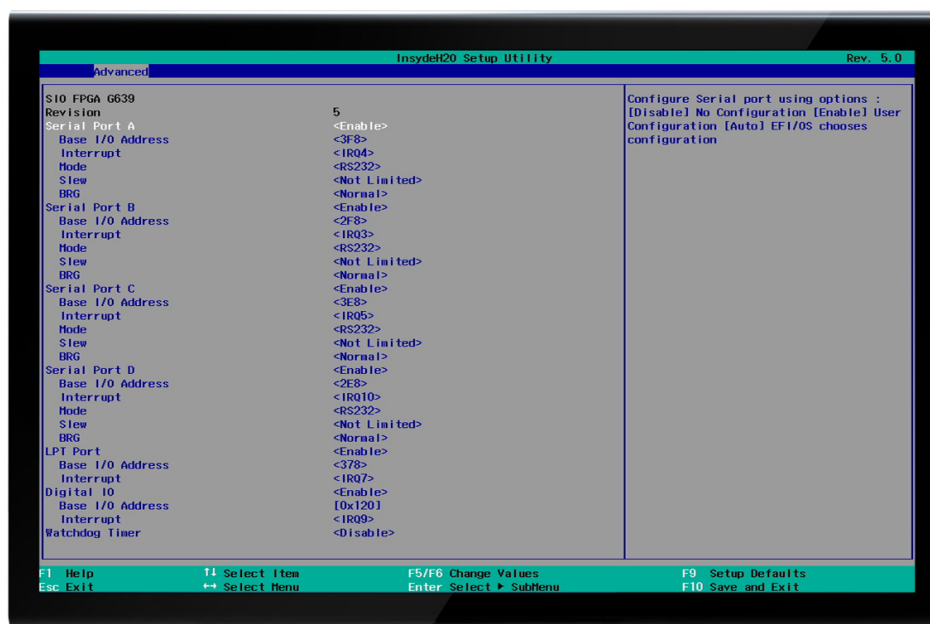 InsydeH20 Setup Utility Rev. 5.0
Advanced
SIO FPGA G639
Revision 5
Serial Port A <Enable>
Base I/O Address <3F8>
Interrupt <IRQ4>
Mode <RS232>
Slew <Not Limited>
BRG <Normal>
Serial Port B <Enable>
Base I/O Address <2F8>
Interrupt <IRQ3>
Mode <RS232>
Slew <Not Limited>
BRG <Normal>
Serial Port C <Enable>
Base I/O Address <3E8>
Interrupt <IRQ5>
Mode <RS232>
Slew <Not Limited>
BRG <Normal>
Serial Port D <Enable>
Base I/O Address <2E8>
Interrupt <IRQ10>
Mode <RS232>
Slew <Not Limited>
BRG <Normal>
LPT Port <Enable>
Base I/O Address <378>
Interrupt <IRQ7>
Digital IO <Enable>
Base I/O Address [0x120]
Interrupt <IRQ9>
Watchdog Timer <Disable>
Configure Serial port using options :
[Disable] No Configuration [Enable] User
Configuration [Auto] EFI/OS chooses
configuration
F1 Help ↑↓ Select Item F5/F6 Change Values F9 Setup Defaults
Esc Exit ↔ Select Menu Enter Select ▶ SubMenu F10 Save and Exit